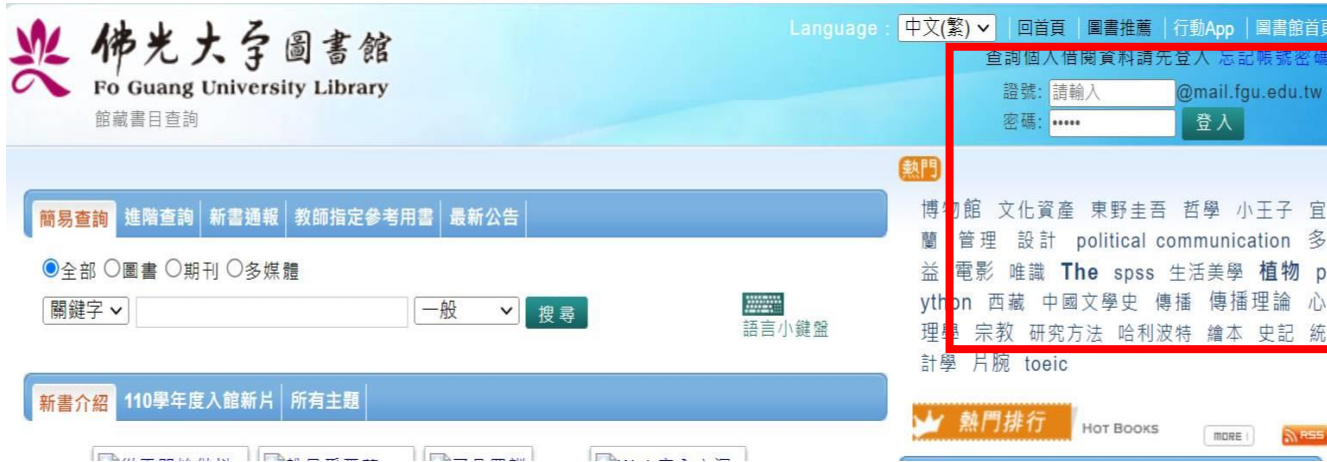 佛光大学圖書館
Fo Guang University Library
館藏書目查詢
Language : 中文(繁) 回首頁 圖書推薦 行動App 圖書館首頁
查詢個人借閱資料請先登入 忘記帳號密碼
證號: 請輸入 @mail.fgu.edu.tw
密碼: ••••• 登入
簡易查詢 進階查詢 新書通報 教師指定參考用書 最新公告
全部 圖書 期刊 多媒體
關鍵字 一般 搜尋
語言小鍵盤
熱門
博物館 文化資產 東野圭吾 哲學 小王子 宜
蘭 管理 設計 political communication 多
益 電影 唯識 The spss 生活美學 植物 p
ython 西藏 中國文學史 傳播 傳播理論 心
理學 宗教 研究方法 哈利波特 繪本 史記 統
計學 片腕 toeic
新書介紹 110學年度入館新片 所有主題
熱門排行 HOT BOOKS MORE RSS